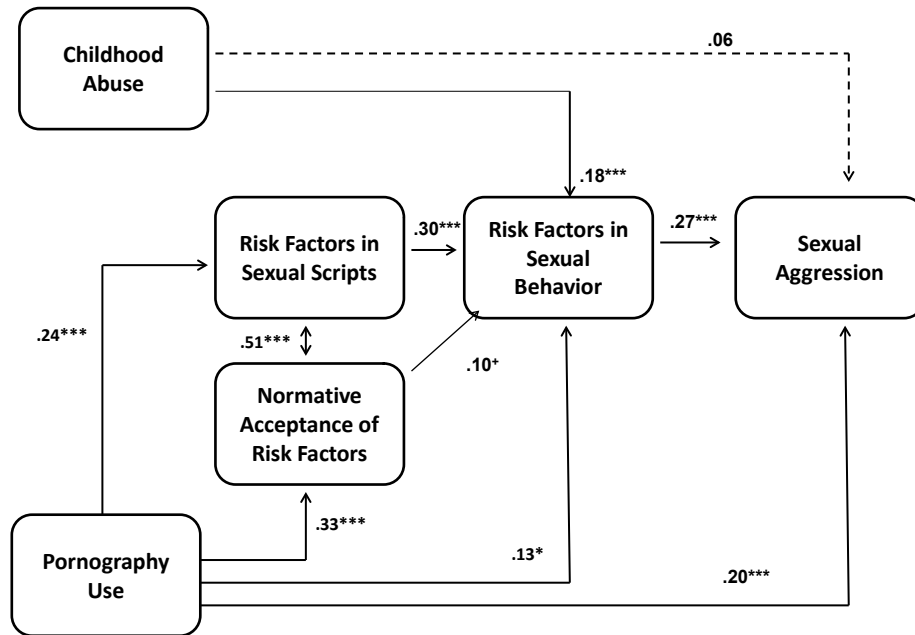 Childhood
Abuse
.06
.18***
Risk Factors in
Sexual Scripts
.30***
Risk Factors in
Sexual
Behavior
.27***
Sexual
Aggression
.24***
.51***
.10⁺
Normative
Acceptance of
Risk Factors
.33***
.13*
.20***
Pornography
Use